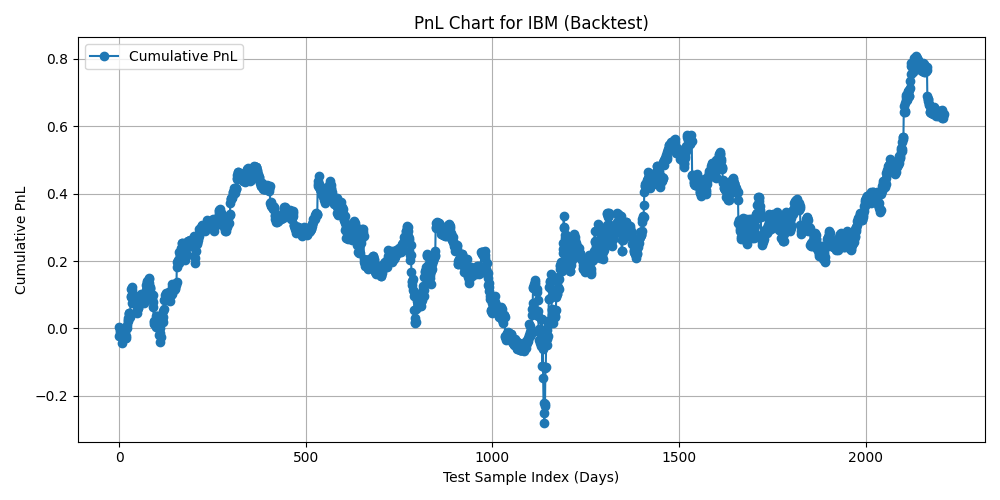 PnL Chart for IBM (Backtest)
Cumulative PnL
0.8
0.6
0.4
0.2
0.0
−0.2
Cumulative PnL
0 500 1000 1500 2000
Test Sample Index (Days)